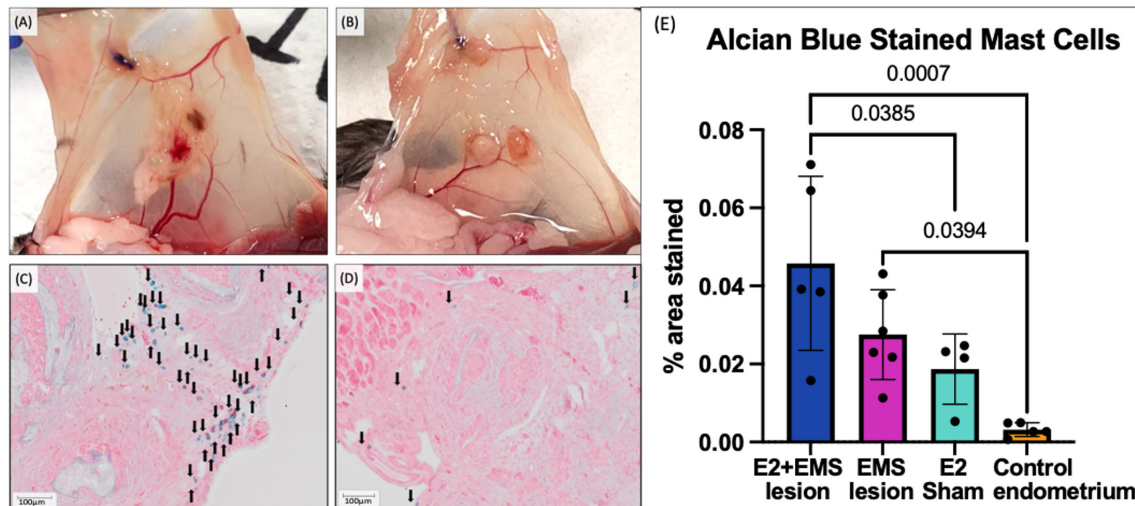 (A)
(B)
(C)
100μm
(D)
100μm
(E)
Alcian Blue Stained Mast Cells
0.0007
0.0385
0.0394
% area stained
0.08
0.06
0.04
0.02
0.00
E2+EMS lesion
EMS lesion
E2 Sham
Control endometrium